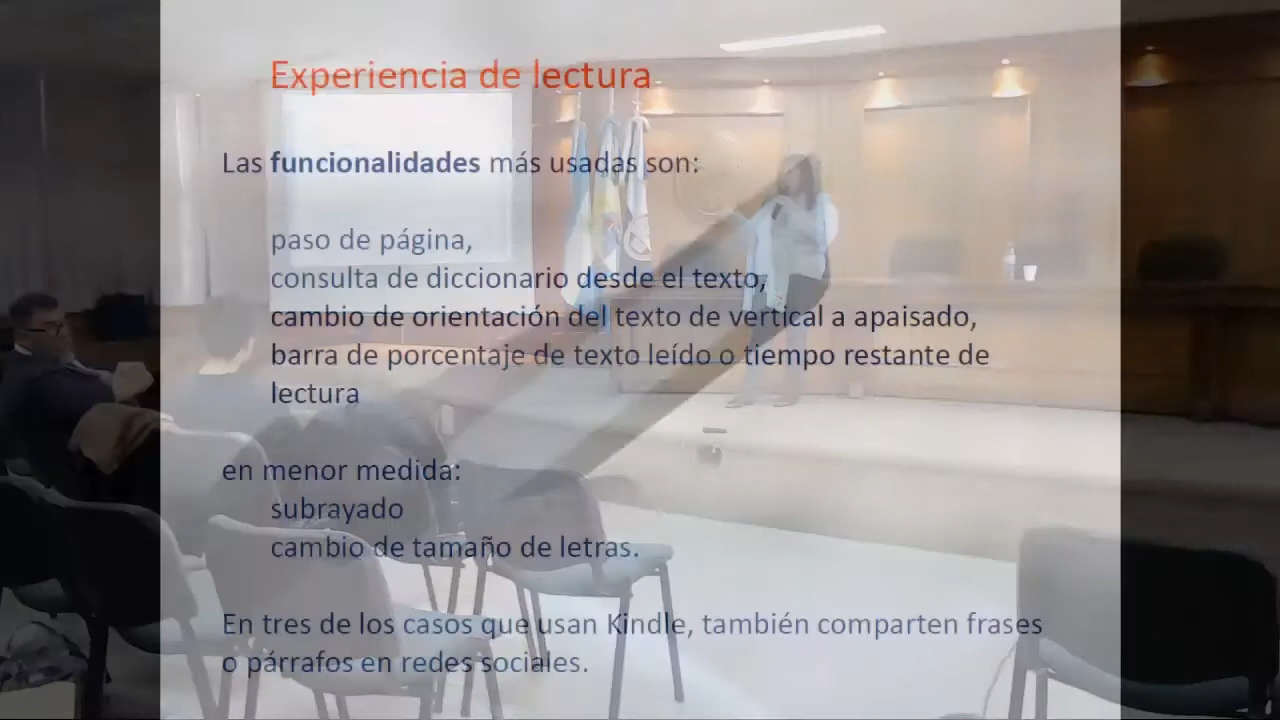 Experiencia de lectura
Las funcionalidades más usadas son:
paso de página,
consulta de diccionario desde el texto,
cambio de orientación del texto de vertical a apaisado,
barra de porcentaje de texto leído o tiempo restante de
lectura
en menor medida:
subrayado
cambio de tamaño de letras.
En tres de los casos que usan Kindle, también comparten frases
o párrafos en redes sociales.